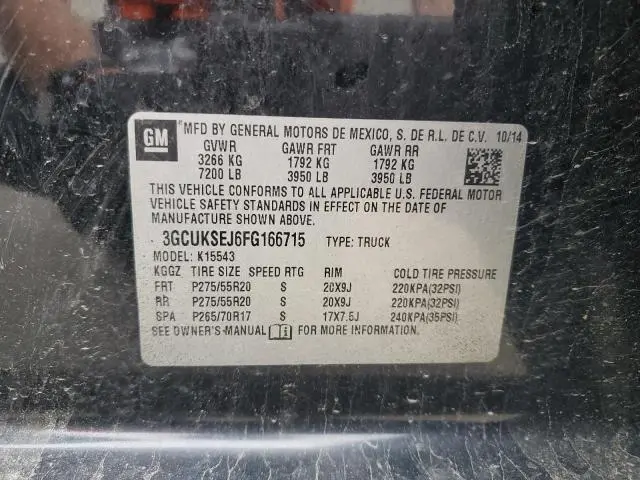 GM
*MFD BY GENERAL MOTORS DE MEXICO, S. DE R.L. DE C.V. 10/14
GVWR GAWR FRT GAWR RR
3266 KG 1792 KG 1792 KG
7200 LB 3950 LB 3950 LB
THIS VEHICLE CONFORMS TO ALL APPLICABLE U.S. FEDERAL MOTOR
VEHICLE SAFETY STANDARDS IN EFFECT ON THE DATE OF
MANUFACTURE SHOWN ABOVE.
3GCUKSEJ6FG166715 TYPE: TRUCK
MODEL: K15543
KGGZ TIRE SIZE SPEED RTG RIM COLD TIRE PRESSURE
FRT P275/55R20 S 20X9J 220KPA(32PSI)
RR P275/55R20 S 20X9J 220KPA(32PSI)
SPA P265/70R17 S 17X7.5J 240KPA(35PSI)
SEE OWNER'S MANUAL FOR MORE INFORMATION.